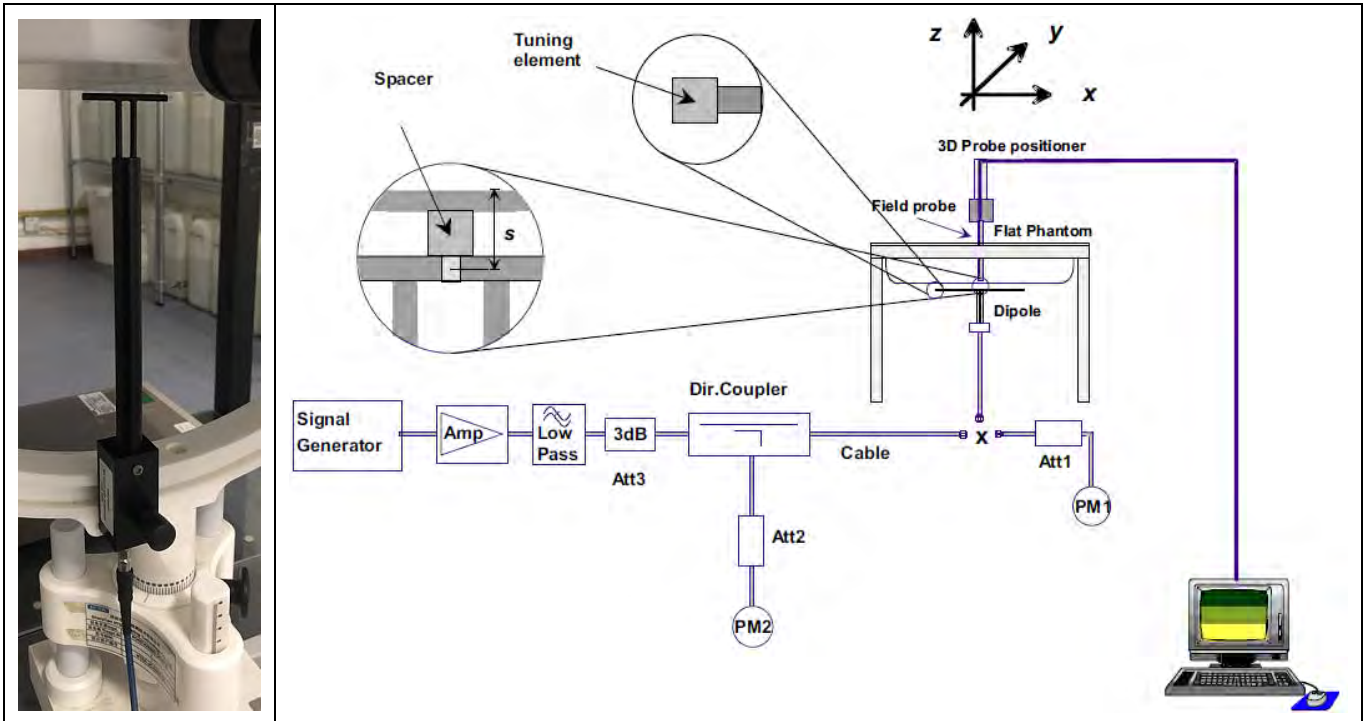 Tuning
element
Spacer
z
y
x
3D Probe positioner
Field probe
Flat Phantom
s
Dipole
Dir.Coupler
Signal
Generator
Amp
Low
Pass
3dB
Att3
Cable
x
Att1
PM1
Att2
PM2